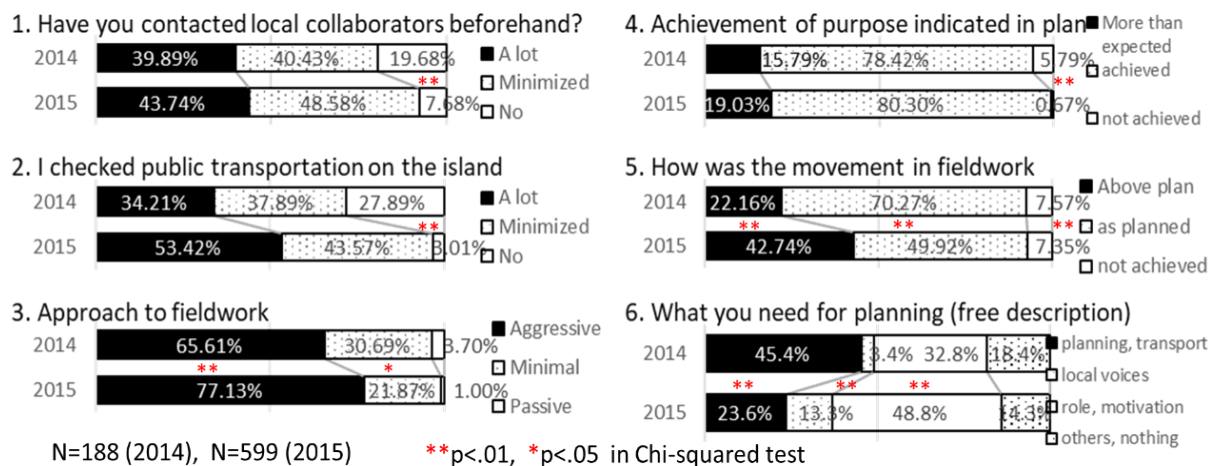 1. Have you contacted local collaborators beforehand?
2014 39.89% 40.43% 19.68%
**
2015 43.74% 48.58% 7.68%
A lot
Minimized
No
2. I checked public transportation on the island
2014 34.21% 37.89% 27.89%
**
2015 53.42% 43.57% 3.01%
A lot
Minimized
No
3. Approach to fieldwork
2014 65.61% 30.69% 3.70%
** *
2015 77.13% 21.87% 1.00%
Aggressive
Minimal
Passive
4. Achievement of purpose indicated in plan
2014 15.79% 78.42% 5.79%
**
2015 19.03% 80.30% 0.67%
More than
expected
achieved
not achieved
5. How was the movement in fieldwork
2014 22.16% 70.27% 7.57%
** ** **
2015 42.74% 49.92% 7.35%
Above plan
as planned
not achieved
6. What you need for planning (free description)
2014 45.4% 3.4% 32.8% 18.4%
** ** **
2015 23.6% 13.3% 48.8% 14.3%
planning, transport
local voices
role, motivation
others, nothing
N=188 (2014), N=599 (2015) **p<.01, *p<.05 in Chi-squared test